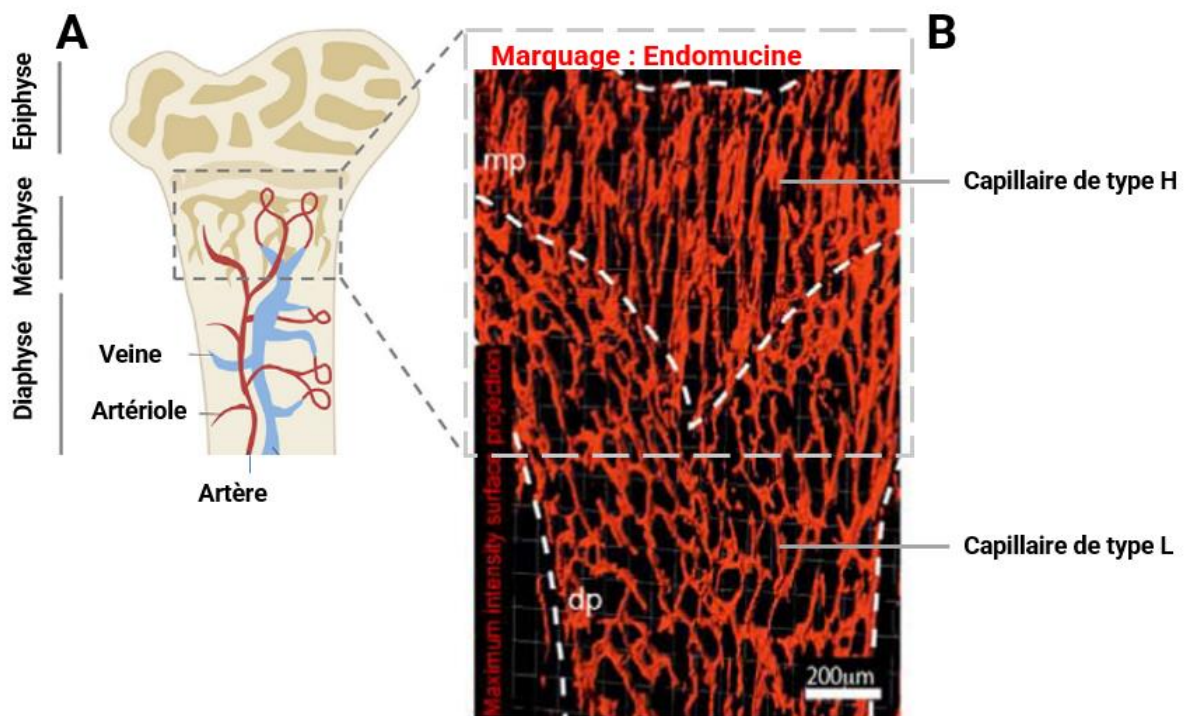 A
Epiphyse
Métaphyse
Diaphyse
Veine
Artériole
Artère
B
Marquage : Endomucine
mp
Capillaire de type H
Maximum intensity surface projection
Capillaire de type L
dp
200µm